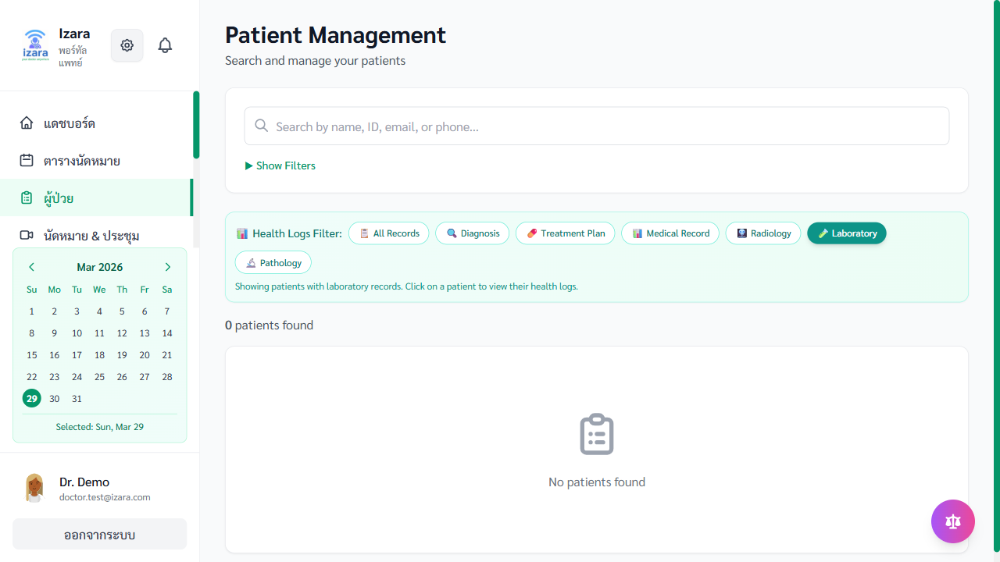 Izara
พอร์ทัล
แพทย์
izara
Patient Management
Search and manage your patients
แดชบอร์ด
ตารางนัดหมาย
ผู้ป่วย
นัดหมาย & ประชุม
Mar 2026
Su Mo Tu We Th Fr Sa
1 2 3 4 5 6 7
8 9 10 11 12 13 14
15 16 17 18 19 20 21
22 23 24 25 26 27 28
29 30 31
Selected: Sun, Mar 29
Dr. Demo
doctor.test@izara.com
ออกจากระบบ
Search by name, ID, email, or phone...
▶ Show Filters
Health Logs Filter: All Records Diagnosis Treatment Plan Medical Record Radiology Laboratory
Pathology
Showing patients with laboratory records. Click on a patient to view their health logs.
0 patients found
No patients found